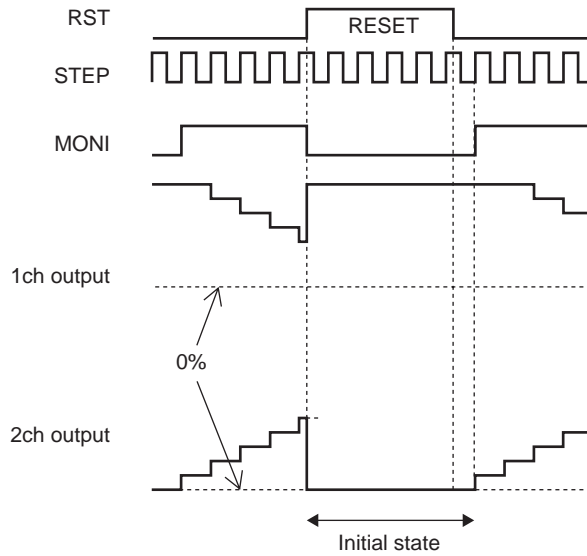 RST
RESET
STEP
MONI
1ch output
0%
2ch output
Initial state